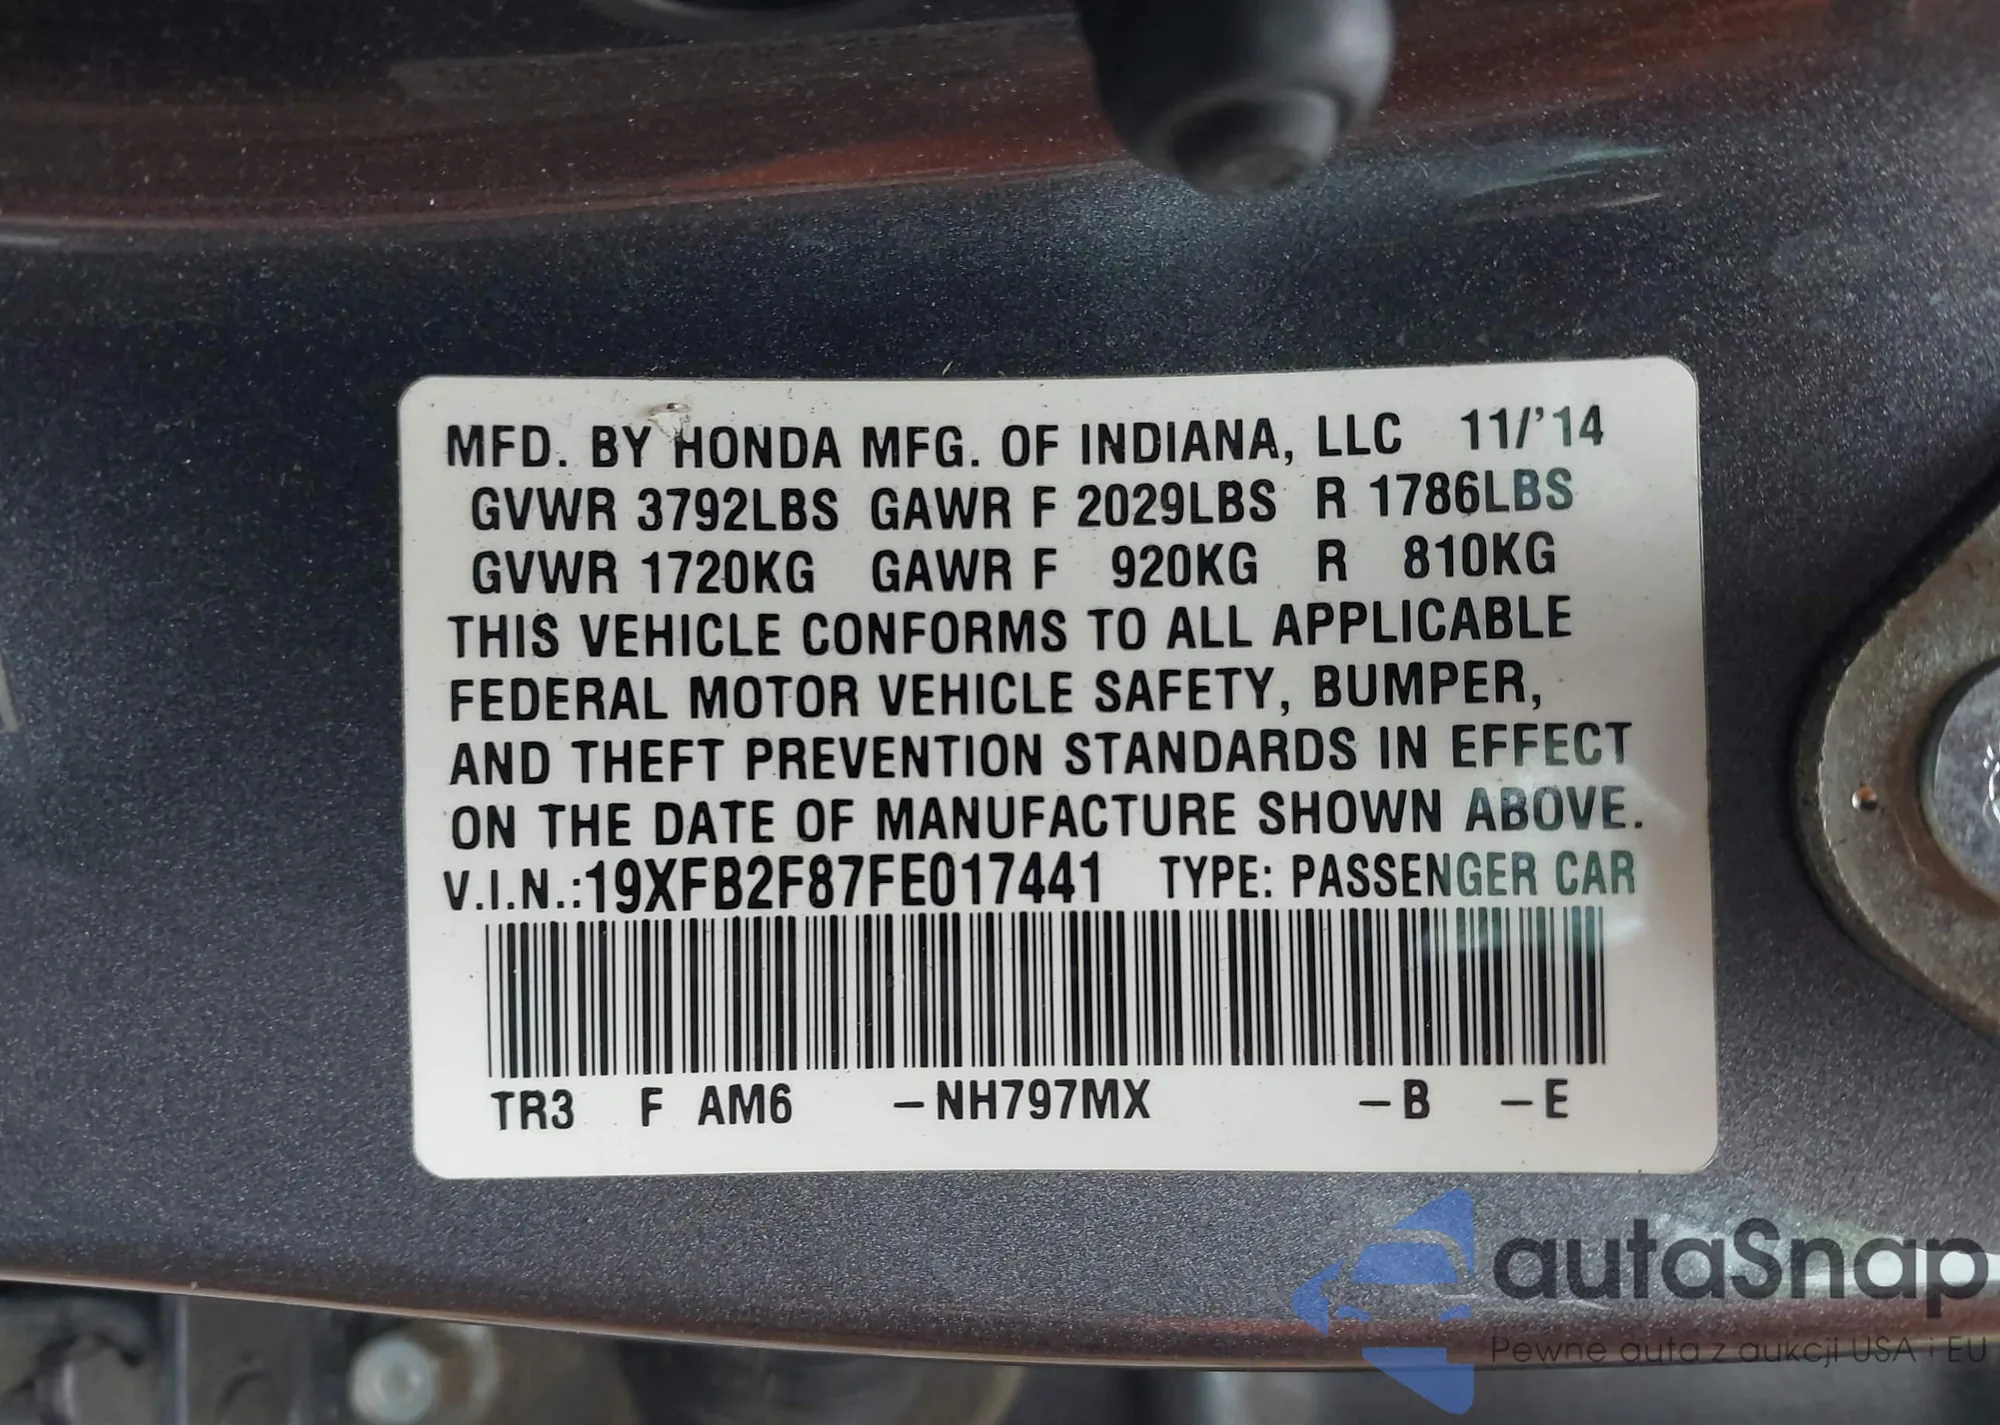 MFD. BY HONDA MFG. OF INDIANA, LLC 11/'14
GVWR 3792LBS GAWR F 2029LBS R 1786LBS
GVWR 1720KG GAWR F 920KG R 810KG
THIS VEHICLE CONFORMS TO ALL APPLICABLE
FEDERAL MOTOR VEHICLE SAFETY, BUMPER,
AND THEFT PREVENTION STANDARDS IN EFFECT
ON THE DATE OF MANUFACTURE SHOWN ABOVE.
V.I.N.:19XFB2F87FE017441 TYPE: PASSENGER CAR
TR3 F AM6 –NH797MX –B –E
autaSnap
Pewne auta z aukcji USA i EU